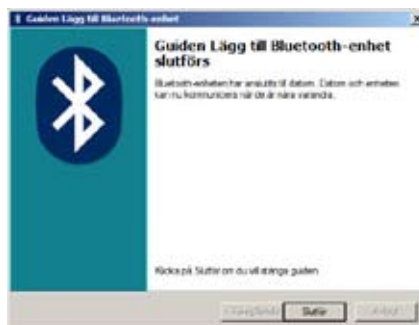 Guiden Lägg till Bluetooth-enhet
Guiden Lägg till Bluetooth-enhet
slutförs
Bluetooth-enheten har anslutits till datorn. Datorn och enheten
kan nu kommunicera när de är nära varandra.
Klicka på Slutför om du vill stänga guiden
Slutför
Avbryt